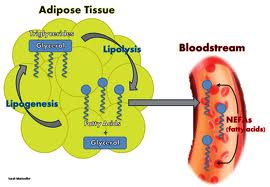 Adipose Tissue
Triglycerides
Glycerol
Lipolysis
Lipogenesis
Fatty Acids
+
Glycerol
Bloodstream
NEFAs
(fatty acids)